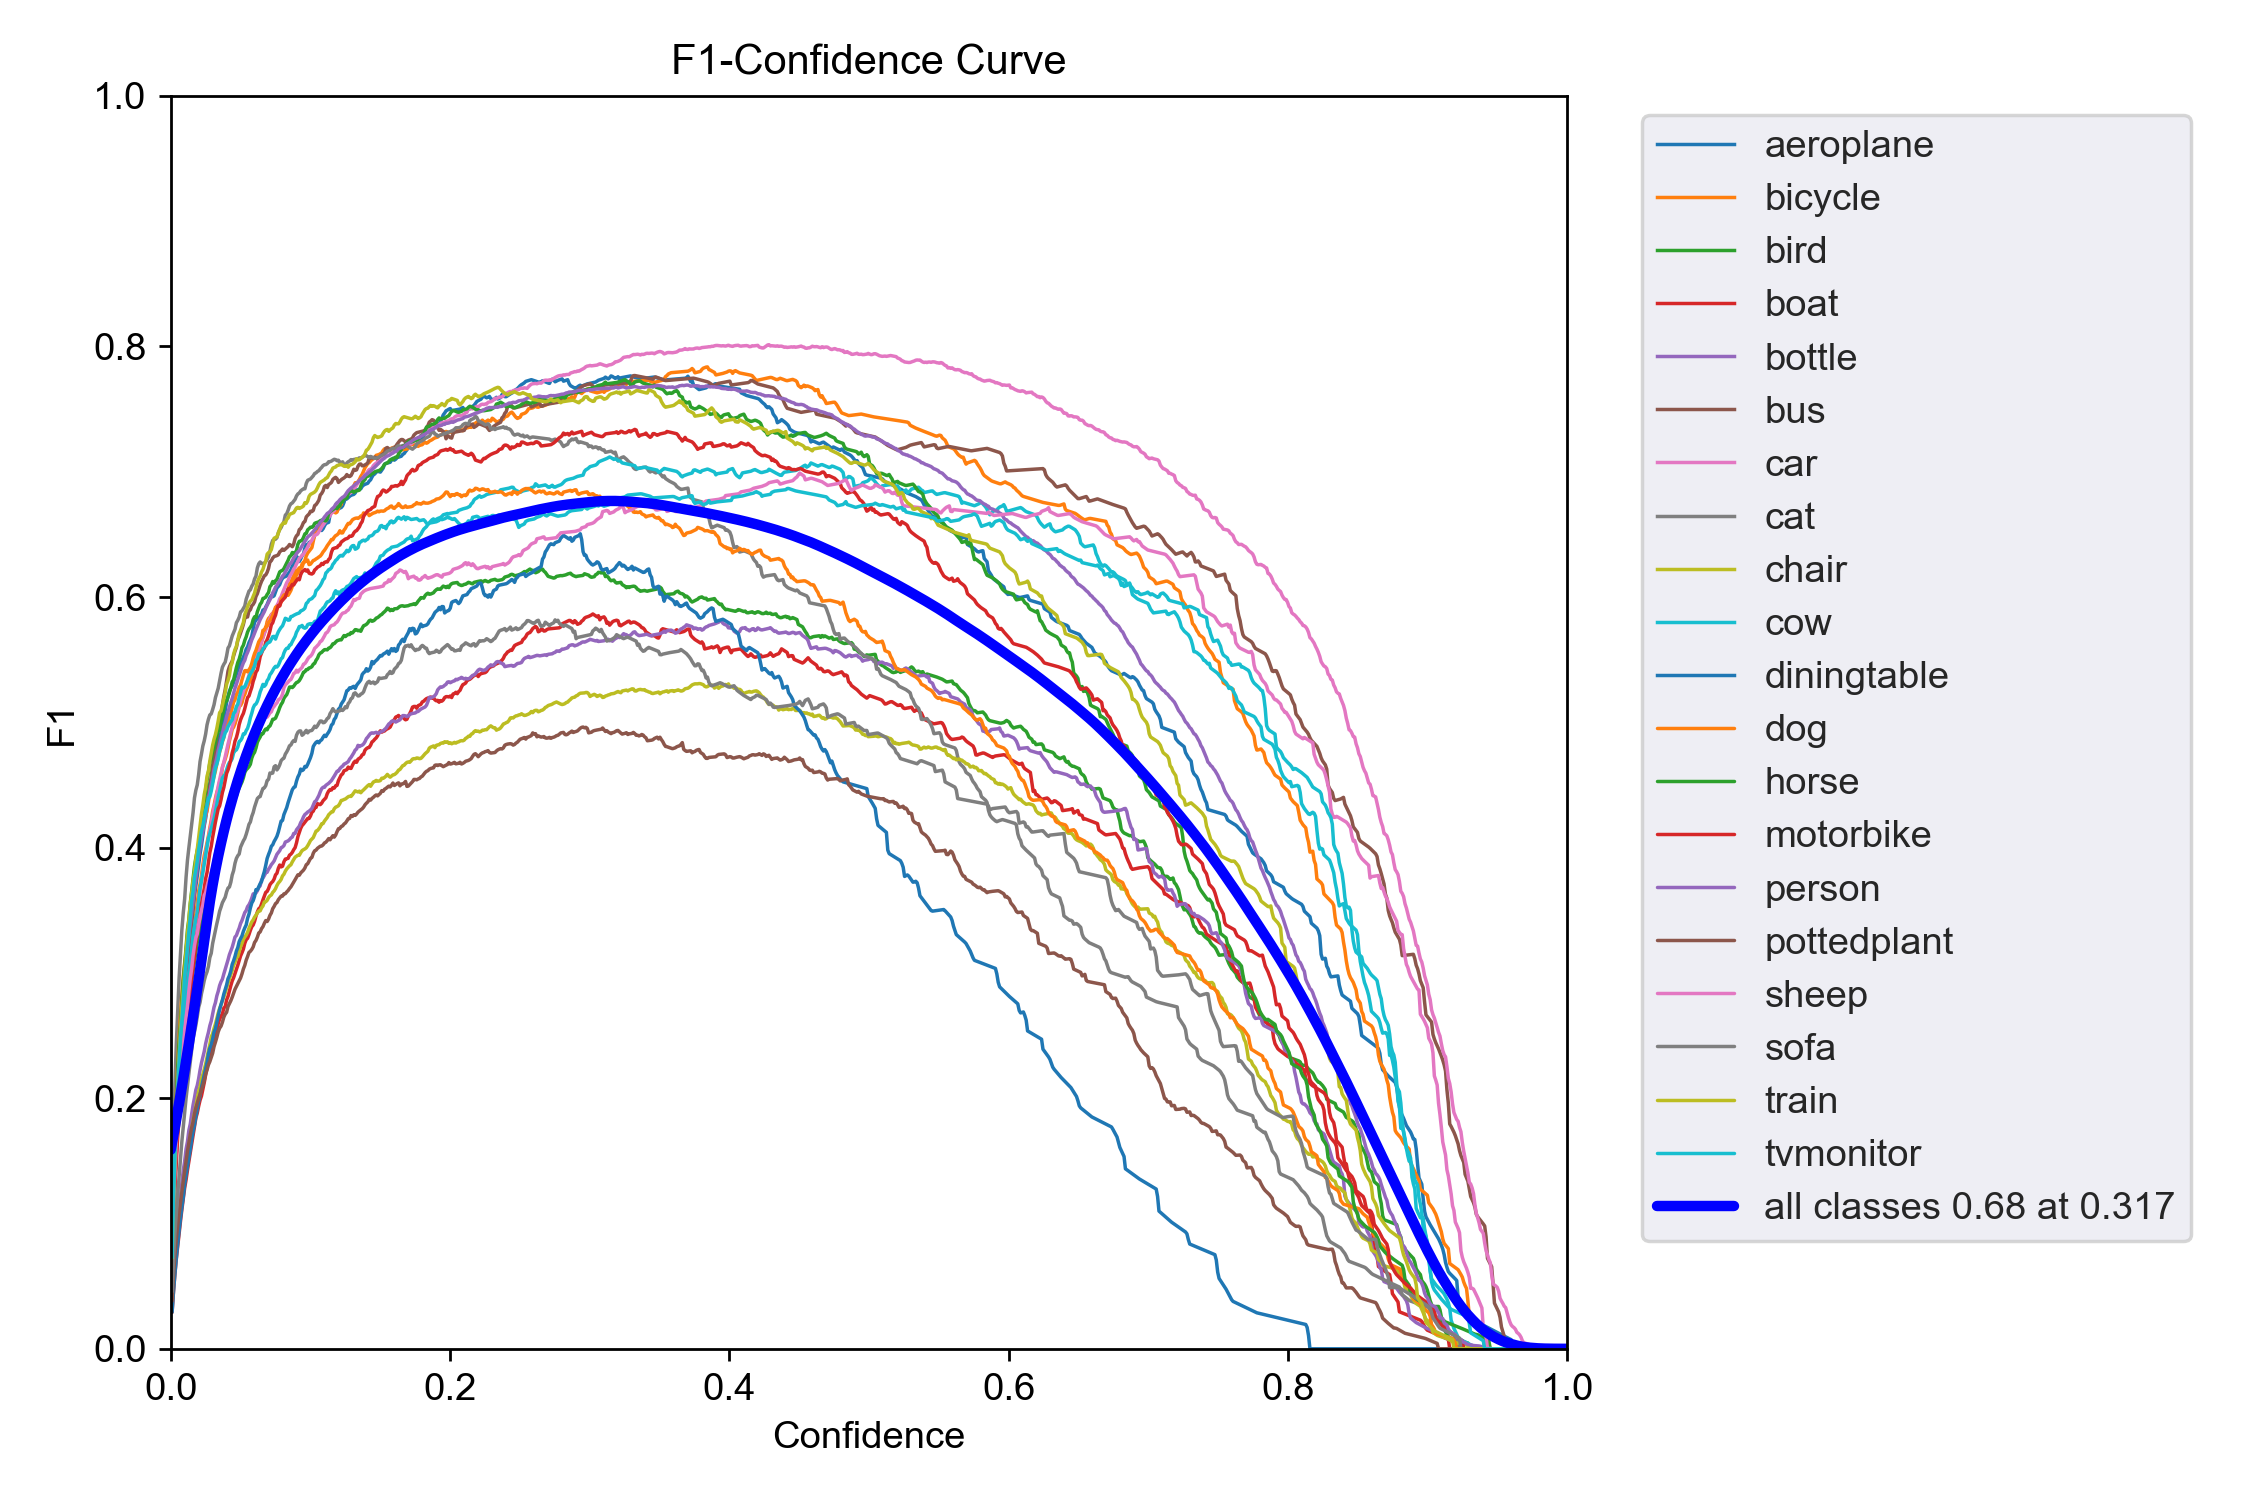 F1-Confidence Curve
1.0
0.8
0.6
0.4
0.2
0.0
F1
0.0 0.2 0.4 0.6 0.8 1.0
Confidence
aeroplane
bicycle
bird
boat
bottle
bus
car
cat
chair
cow
diningtable
dog
horse
motorbike
person
pottedplant
sheep
sofa
train
tvmonitor
all classes 0.68 at 0.317